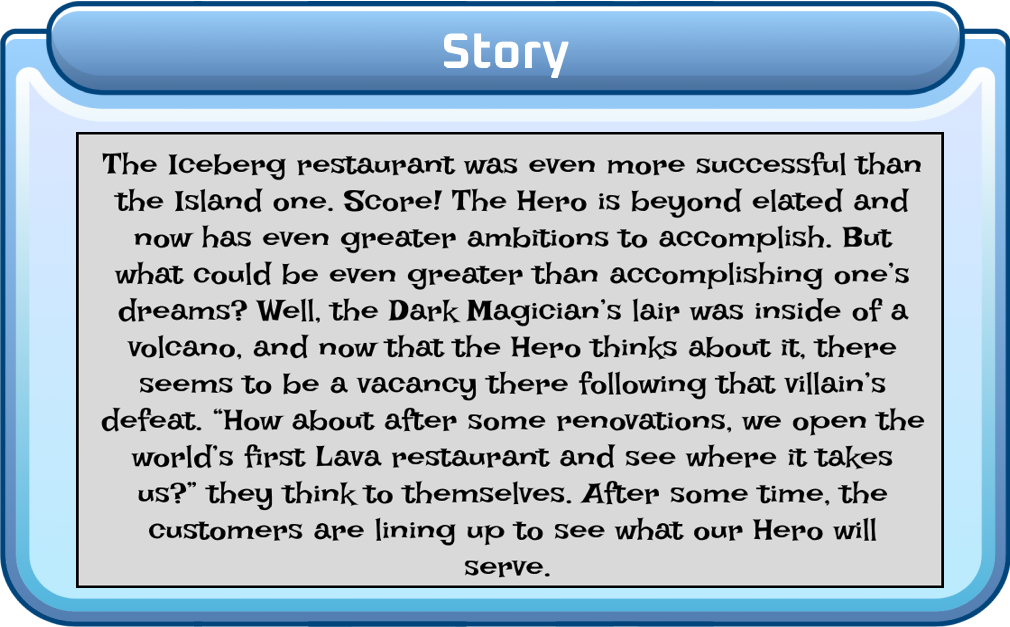 Story
The Iceberg restaurant was even more successful than
the Island one. Score! The Hero is beyond elated and
now has even greater ambitions to accomplish. But
what could be even greater than accomplishing one's
dreams? Well, the Dark Magician's lair was inside of a
volcano, and now that the Hero thinks about it, there
seems to be a vacancy there following that villain's
defeat. “How about after some renovations, we open the
world's first Lava restaurant and see where it takes
us?” they think to themselves. After some time, the
customers are lining up to see what our Hero will
serve.